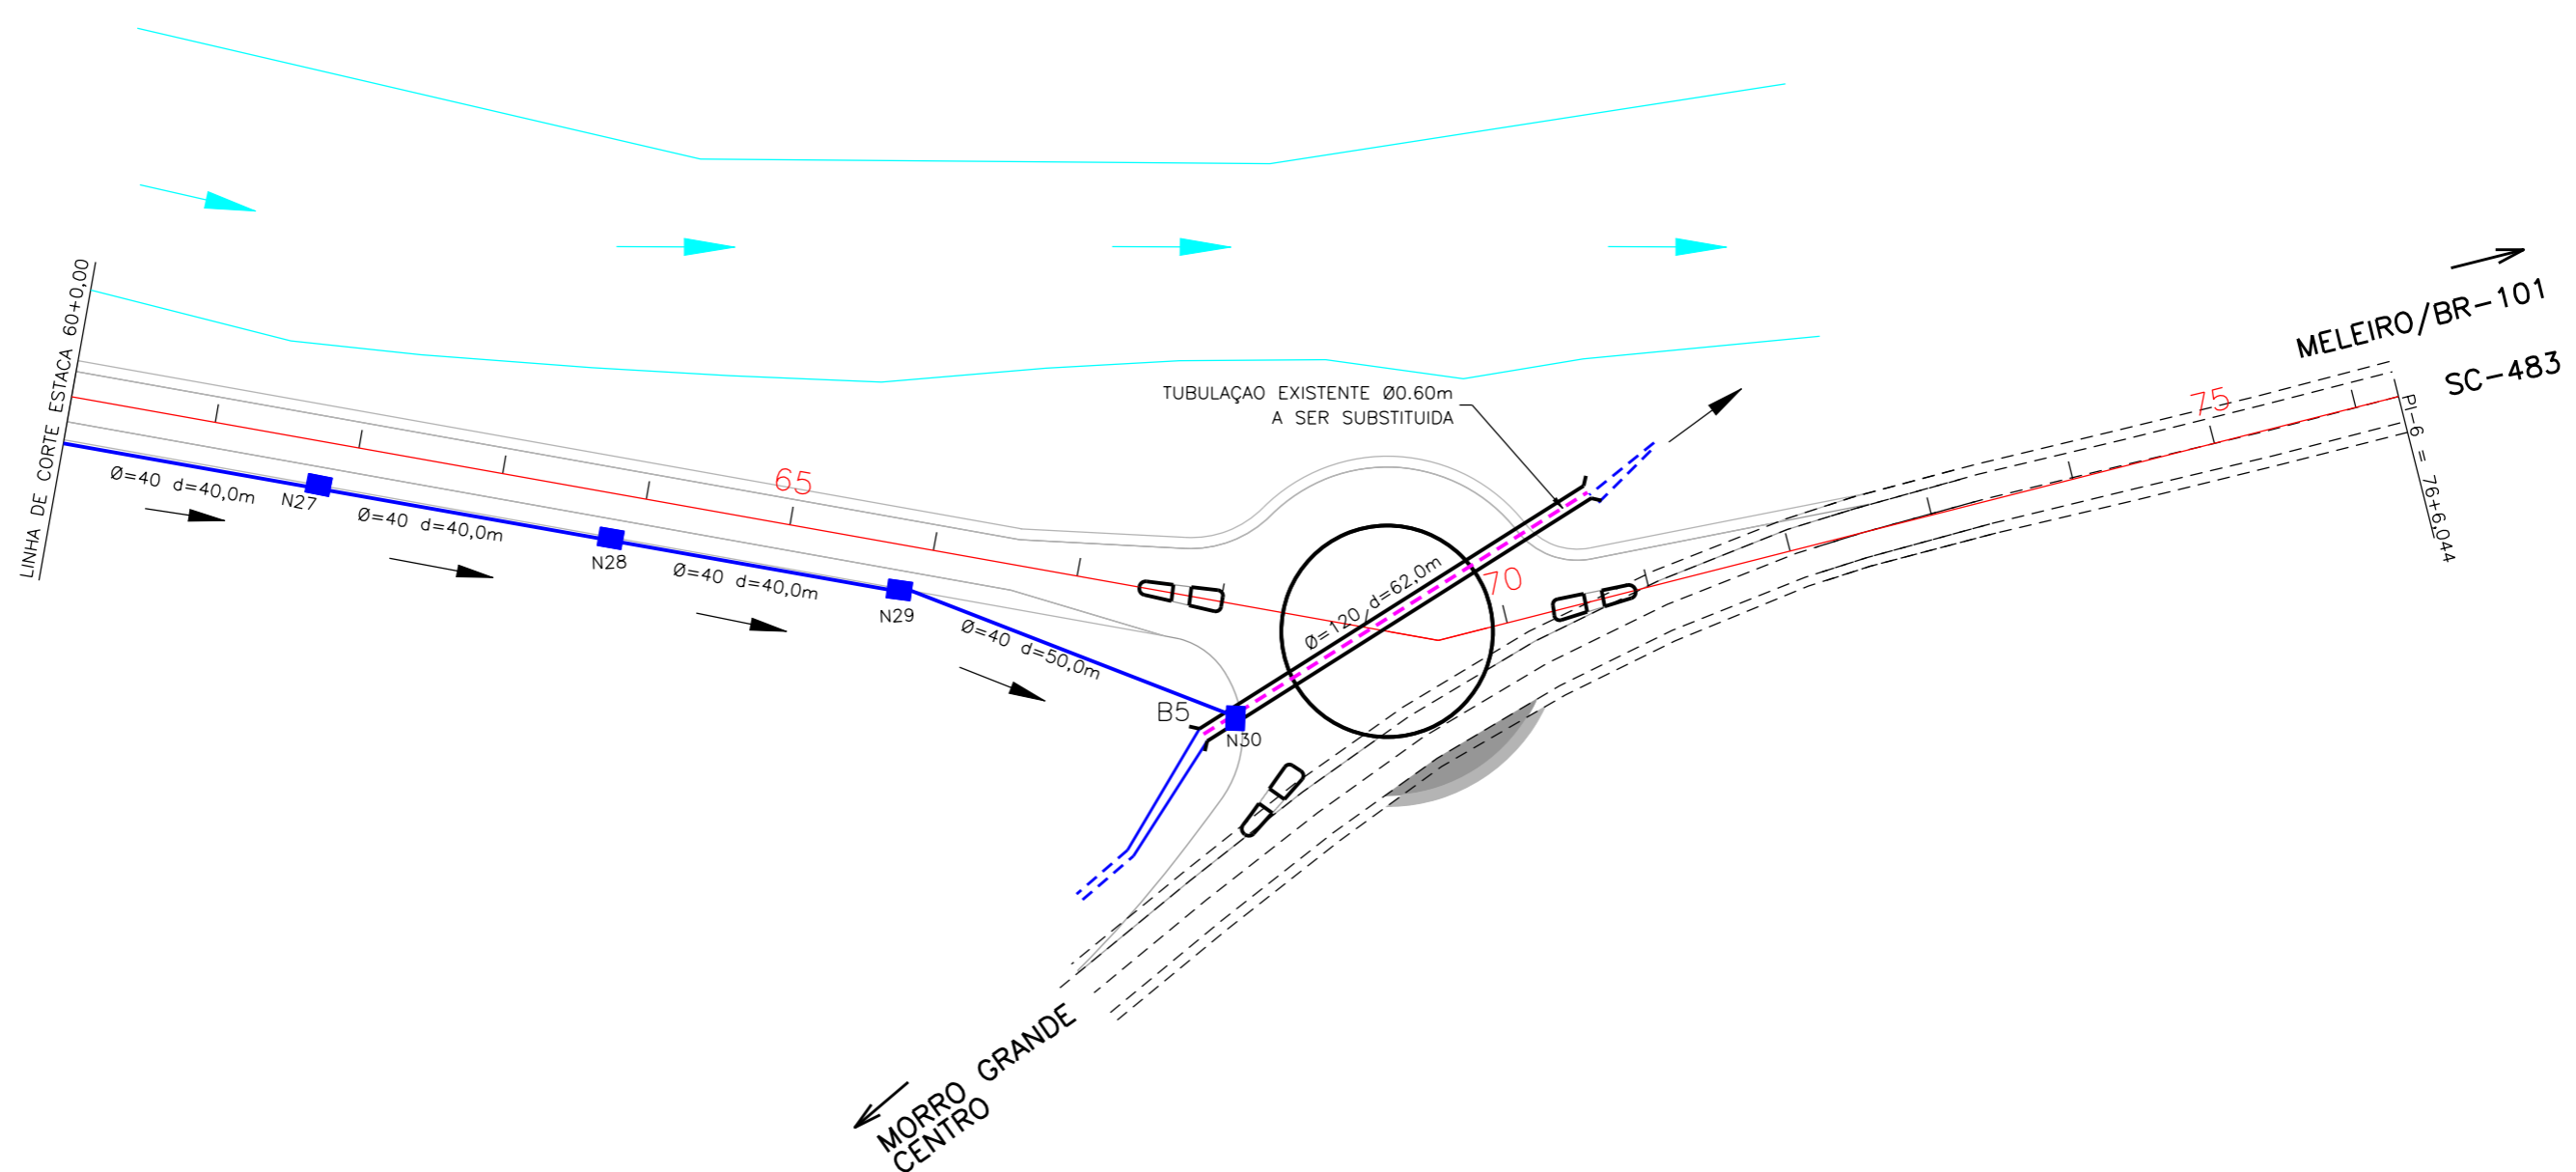 LINHA DE CORTE ESTACA 60+0,00
Ø=40 d=40,0m
N27
Ø=40 d=40,0m
N28
Ø=40 d=40,0m
N29
Ø=40 d=50,0m
65
TUBULAÇAO EXISTENTE Ø0.60m
A SER SUBSTITUIDA
B5
N30
Ø=120 d=62,0m
70
75
MELEIRO/BR-101
SC-483
PI-6 = 76+6,044
MORRO GRANDE
CENTRO